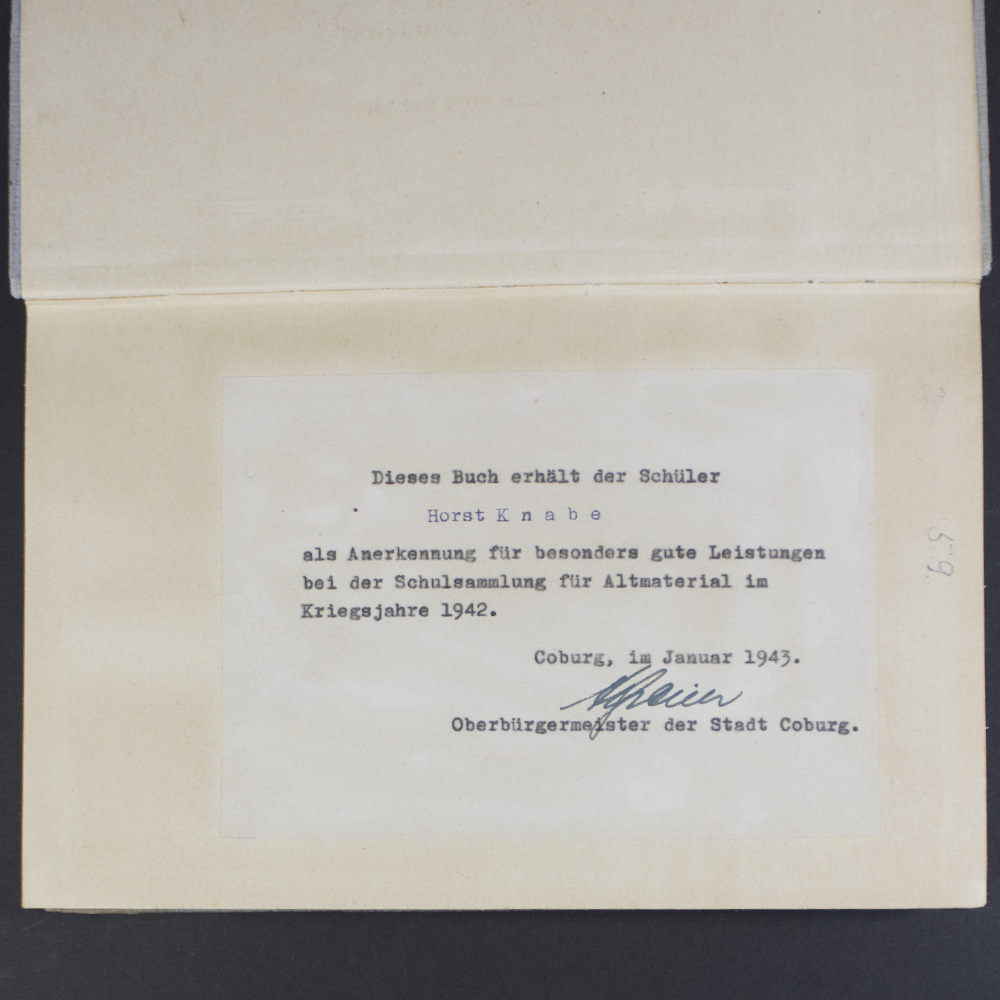 Dieses Buch erhält der Schüler
Horst K n a b e
als Anerkennung für besonders gute Leistungen
bei der Schulsammlung für Altmaterial im
Kriegsjahre 1942.
Coburg, im Januar 1943.
Oberbürgermeister der Stadt Coburg.